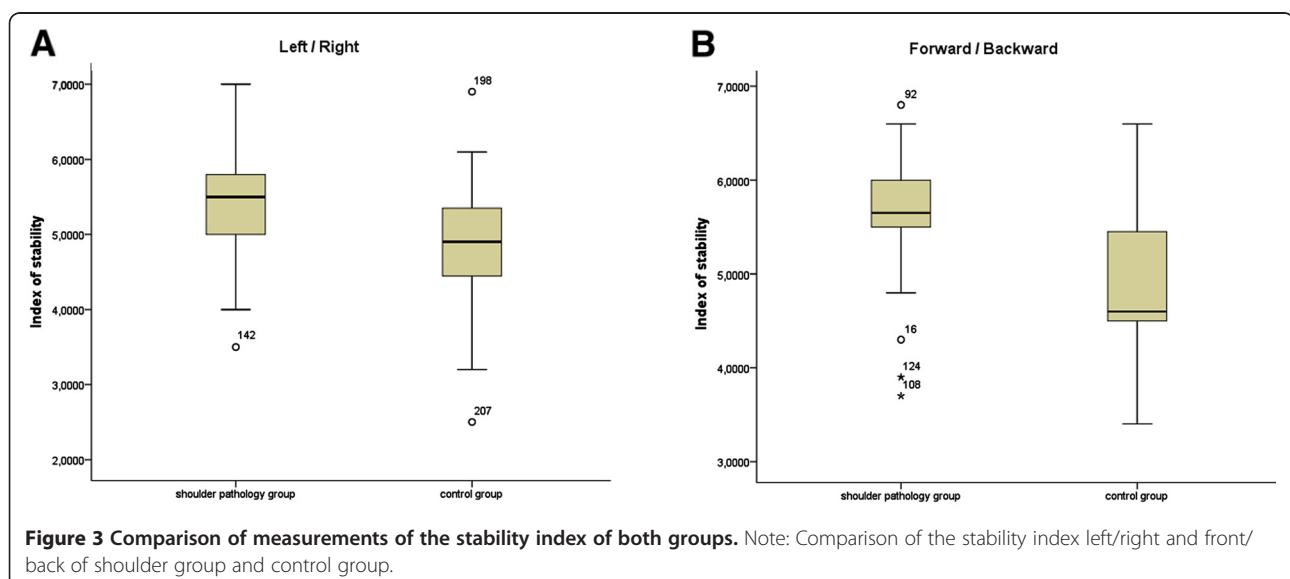 A
Left / Right
Index of stability
7,0000
6,0000
5,0000
4,0000
3,0000
2,0000
198
142
207
shoulder pathology group
control group
B
Forward / Backward
Index of stability
7,0000
6,0000
5,0000
4,0000
3,0000
92
16
124
108
shoulder pathology group
control group
Figure 3 Comparison of measurements of the stability index of both groups. Note: Comparison of the stability index left/right and front/
back of shoulder group and control group.